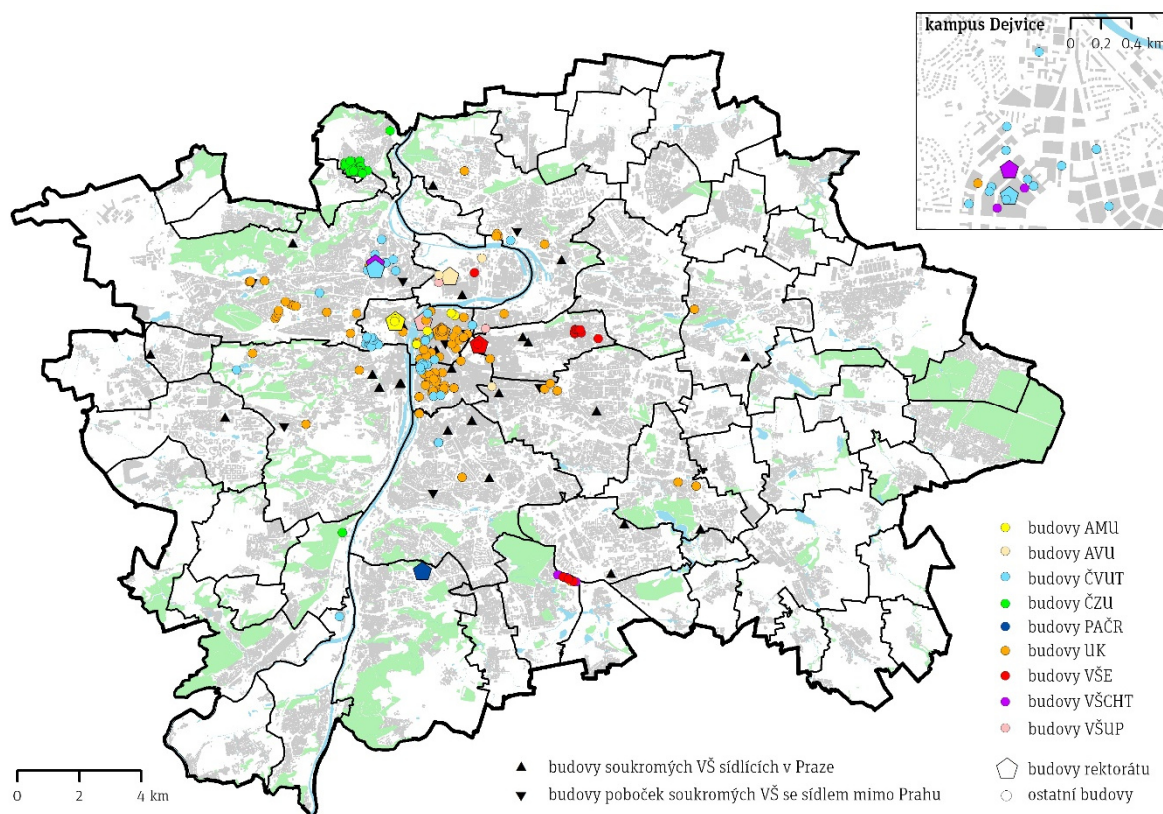 kampus Dejvice
0 0,2 0,4 km
budovy AMU
budovy AVU
budovy ČVUT
budovy ČZU
budovy PAČR
budovy UK
budovy VŠE
budovy VŠCHT
budovy VŠUP
budovy rektorátu
ostatní budovy
budovy soukromých VŠ sídlících v Praze
budovy poboček soukromých VŠ se sídlem mimo Prahu
0 2 4 km